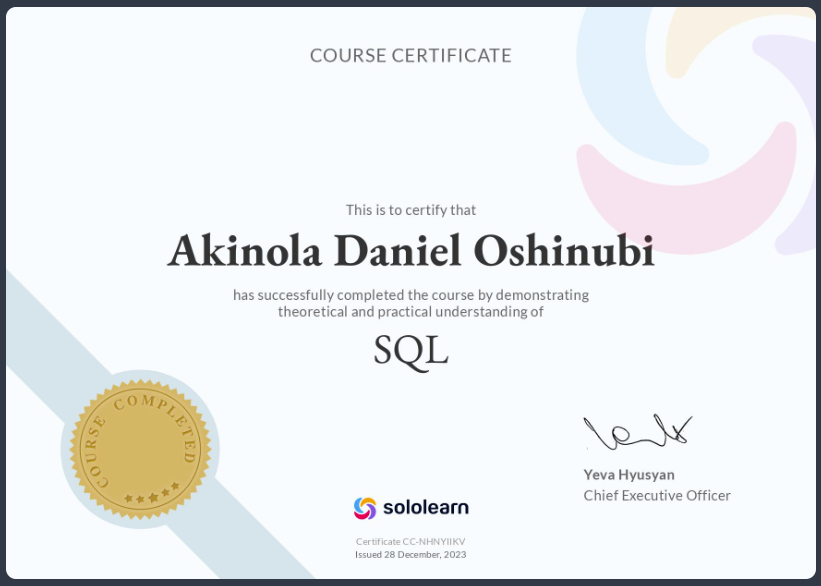 COURSE CERTIFICATE
This is to certify that
Akinola Daniel Oshinubi
has successfully completed the course by demonstrating
theoretical and practical understanding of
SQL
COURSE COMPLETED
Yeva Hyusyan
Chief Executive Officer
sololearn
Certificate CC-NHNYIIKV
Issued 28 December, 2023